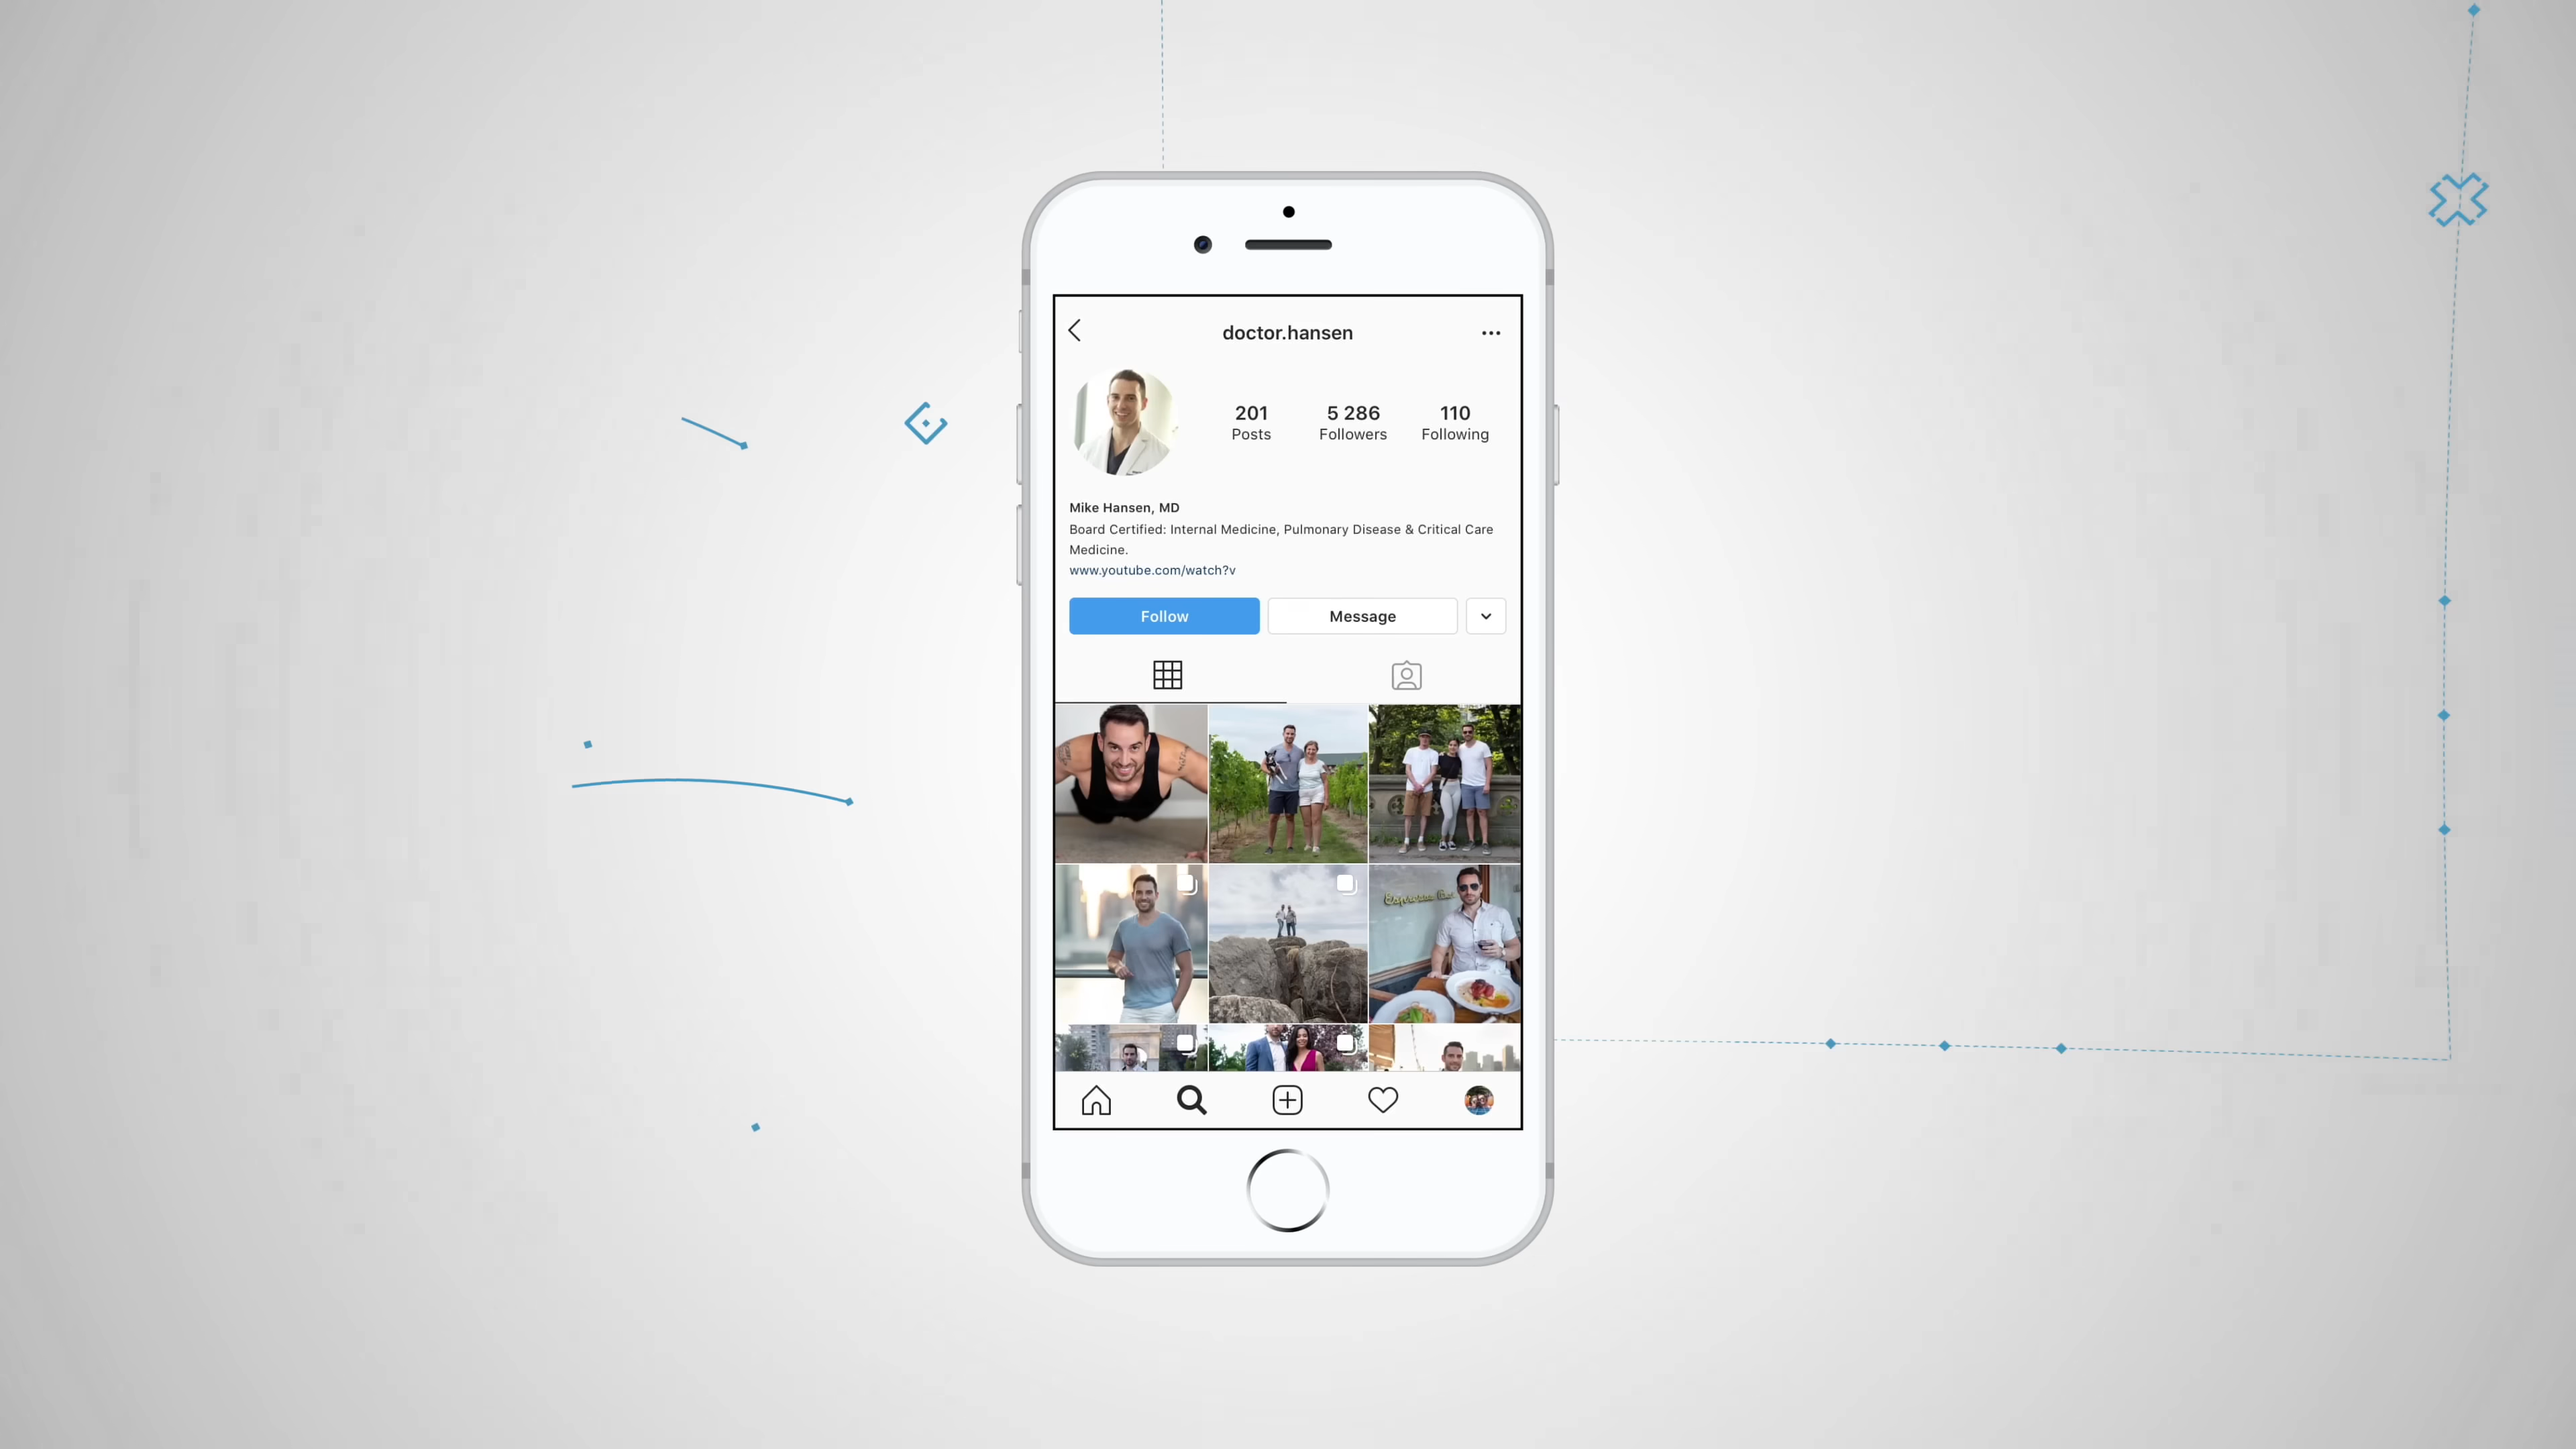 doctor.hansen
201 5 286 110
Posts Followers Following
Mike Hansen, MD
Board Certified: Internal Medicine, Pulmonary Disease & Critical Care
Medicine.
www.youtube.com/watch?v
Follow Message